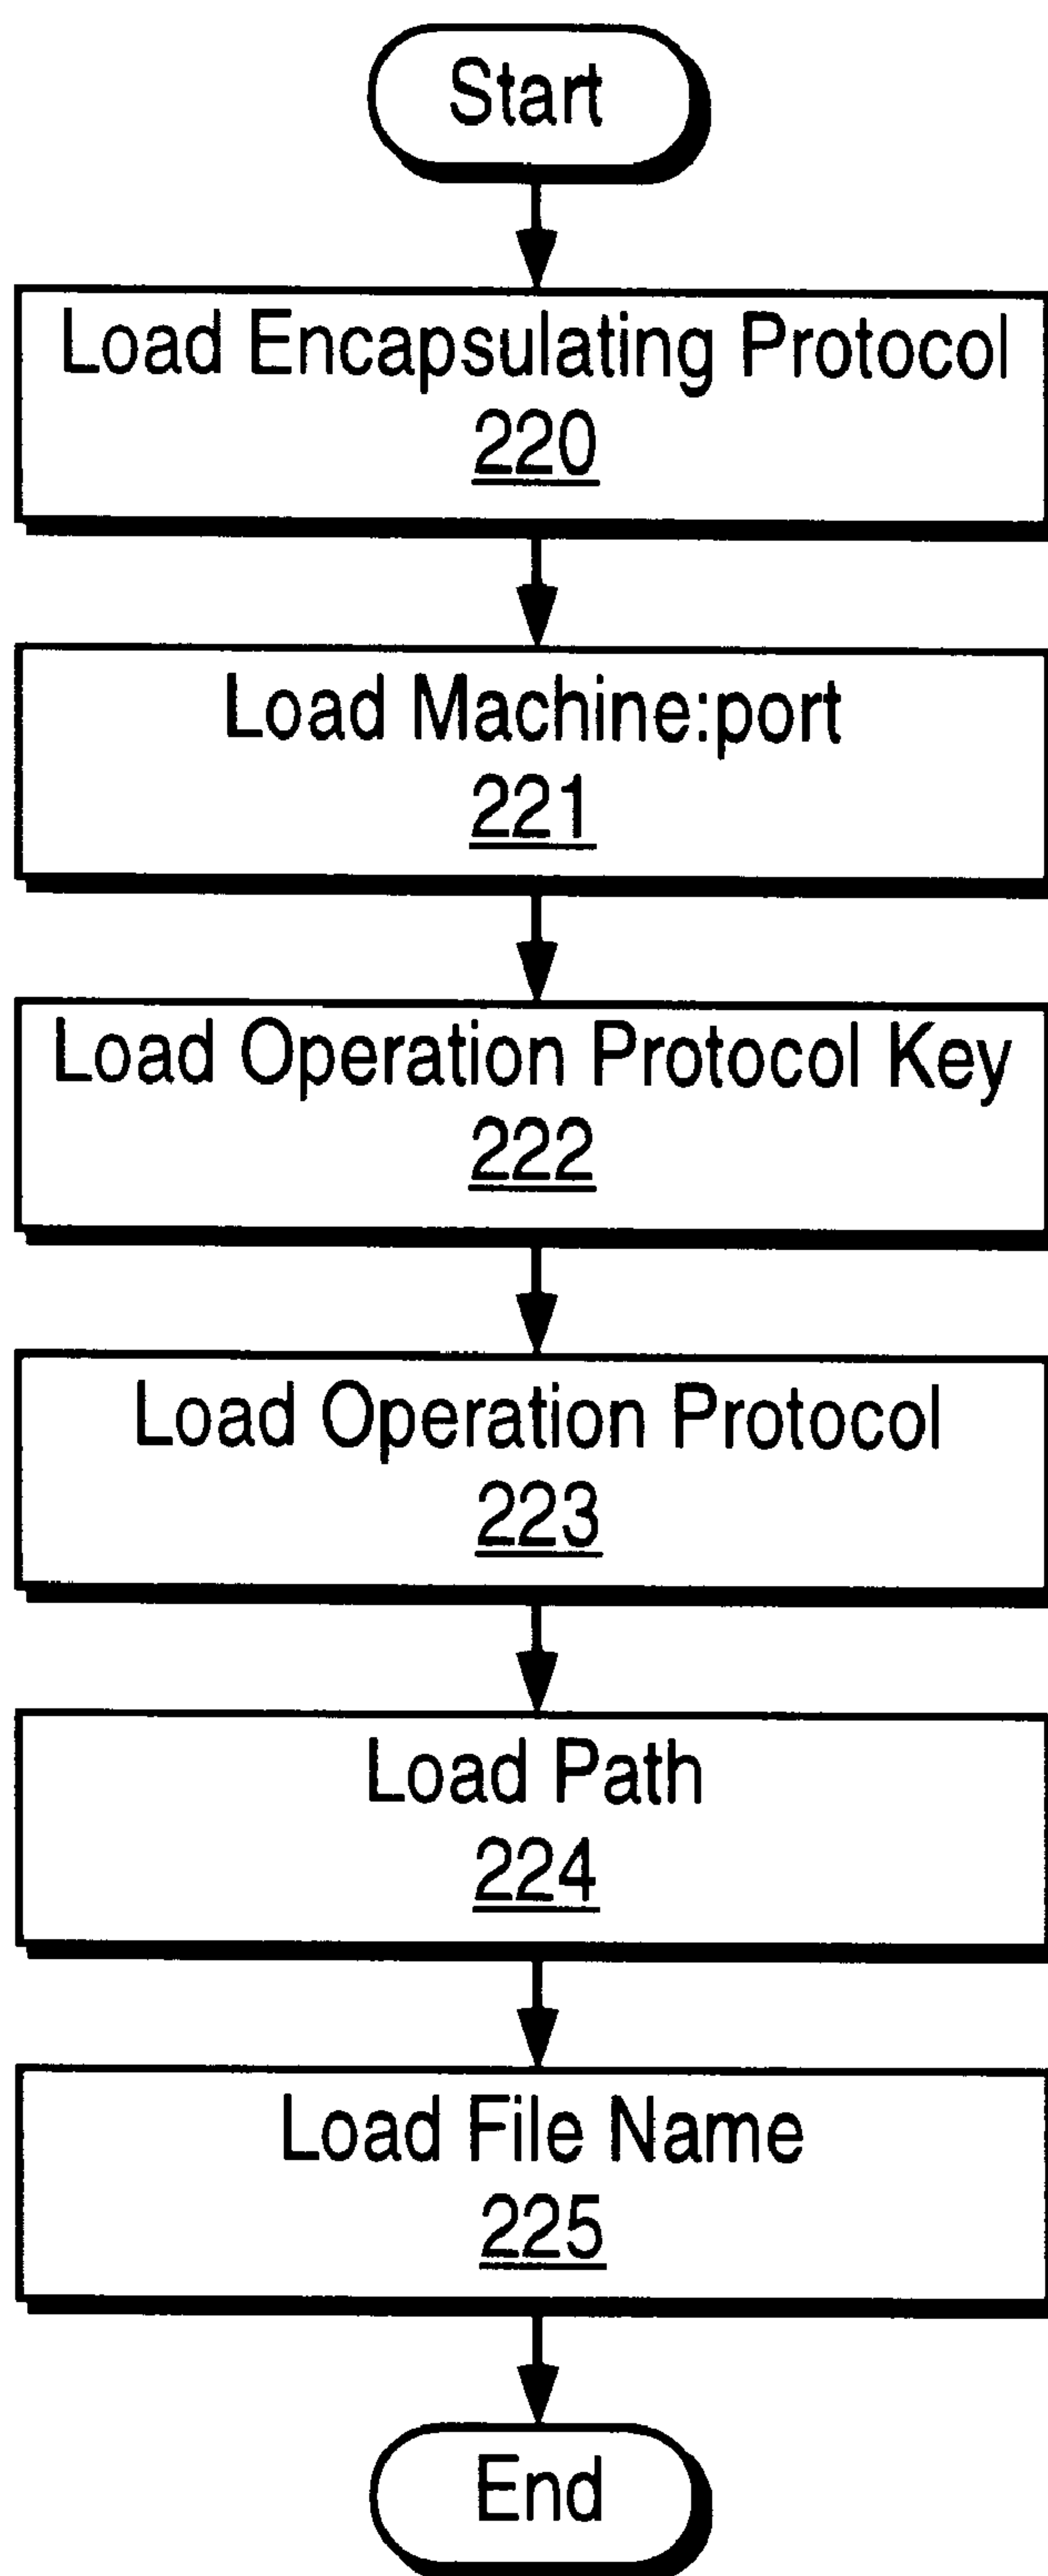 Start
Load Encapsulating Protocol
220
Load Machine:port
221
Load Operation Protocol Key
222
Load Operation Protocol
223
Load Path
224
Load File Name
225
End